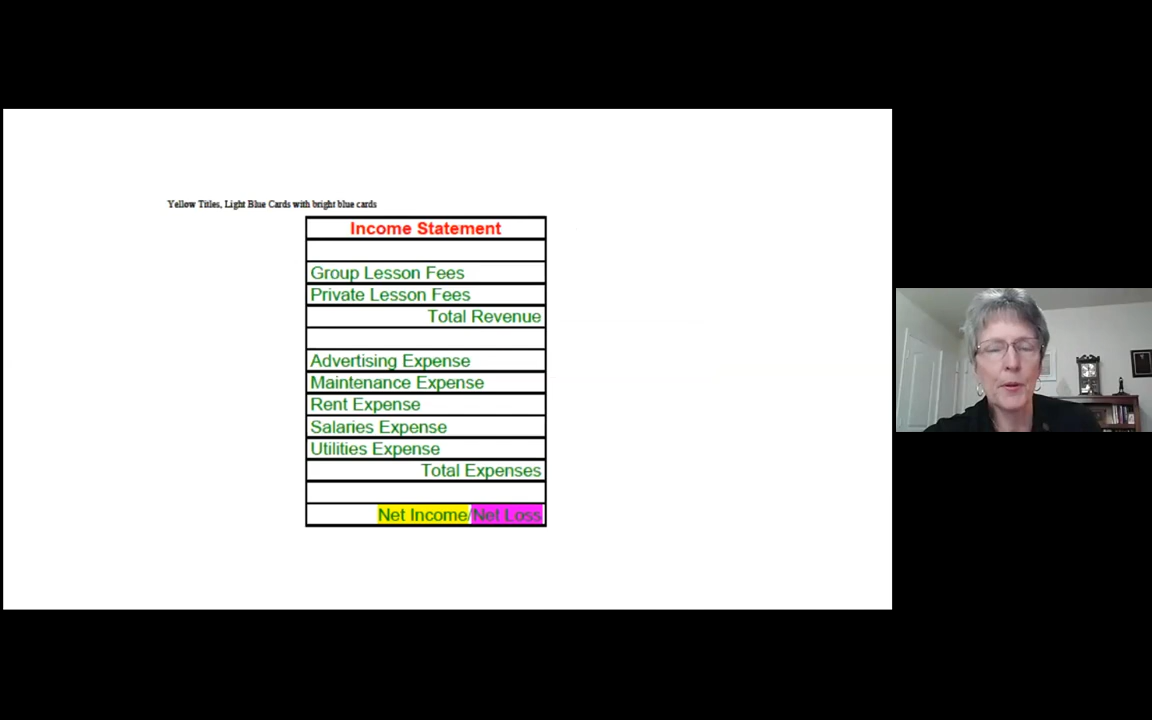 Yellow Titles, Light Blue Cards with bright blue cards
Income Statement
Group Lesson Fees
Private Lesson Fees
Total Revenue
Advertising Expense
Maintenance Expense
Rent Expense
Salaries Expense
Utilities Expense
Total Expenses
Net Income/Net Loss